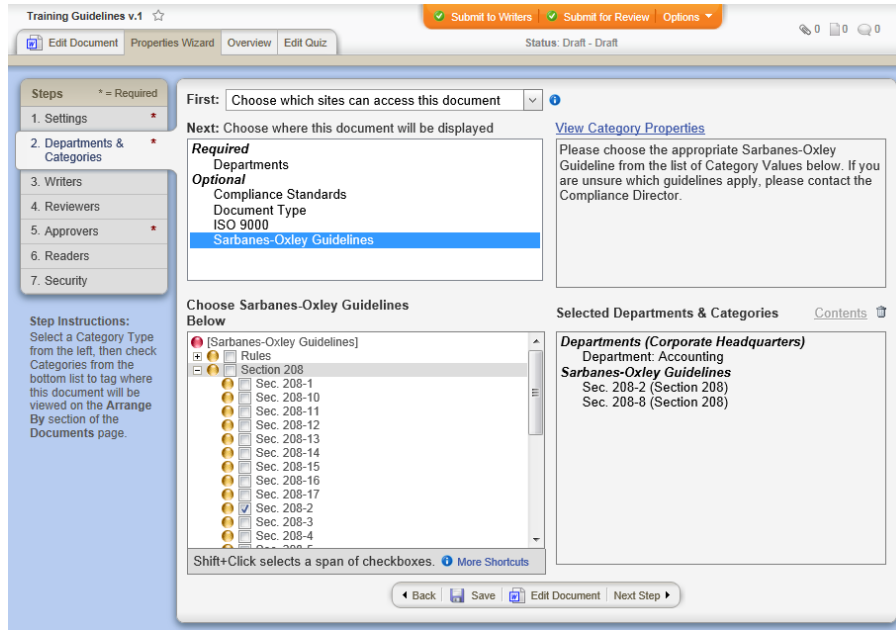 Training Guidelines v.1
Submit to Writers
Submit for Review
Options
0
0
0
Edit Document
Properties Wizard
Overview
Edit Quiz
Status: Draft - Draft
Steps
* = Required
1. Settings *
2. Departments & *
Categories
3. Writers
4. Reviewers
5. Approvers *
6. Readers
7. Security
Step Instructions:
Select a Category Type
from the left, then check
Categories from the
bottom list to tag where
this document will be
viewed on the Arrange
By section of the
Documents page.
First: Choose which sites can access this document
Next: Choose where this document will be displayed
Required
Departments
Optional
Compliance Standards
Document Type
ISO 9000
Sarbanes-Oxley Guidelines
View Category Properties
Please choose the appropriate Sarbanes-Oxley
Guideline from the list of Category Values below. If you
are unsure which guidelines apply, please contact the
Compliance Director.
Choose Sarbanes-Oxley Guidelines
Below
[Sarbanes-Oxley Guidelines]
Rules
Section 208
Sec. 208-1
Sec. 208-10
Sec. 208-11
Sec. 208-12
Sec. 208-13
Sec. 208-14
Sec. 208-15
Sec. 208-16
Sec. 208-17
Sec. 208-2
Sec. 208-3
Sec. 208-4
Sec. 208-5
Shift+Click selects a span of checkboxes. More Shortcuts
Selected Departments & Categories
Contents
Departments (Corporate Headquarters)
Department: Accounting
Sarbanes-Oxley Guidelines
Sec. 208-2 (Section 208)
Sec. 208-8 (Section 208)
Back
Save
Edit Document
Next Step